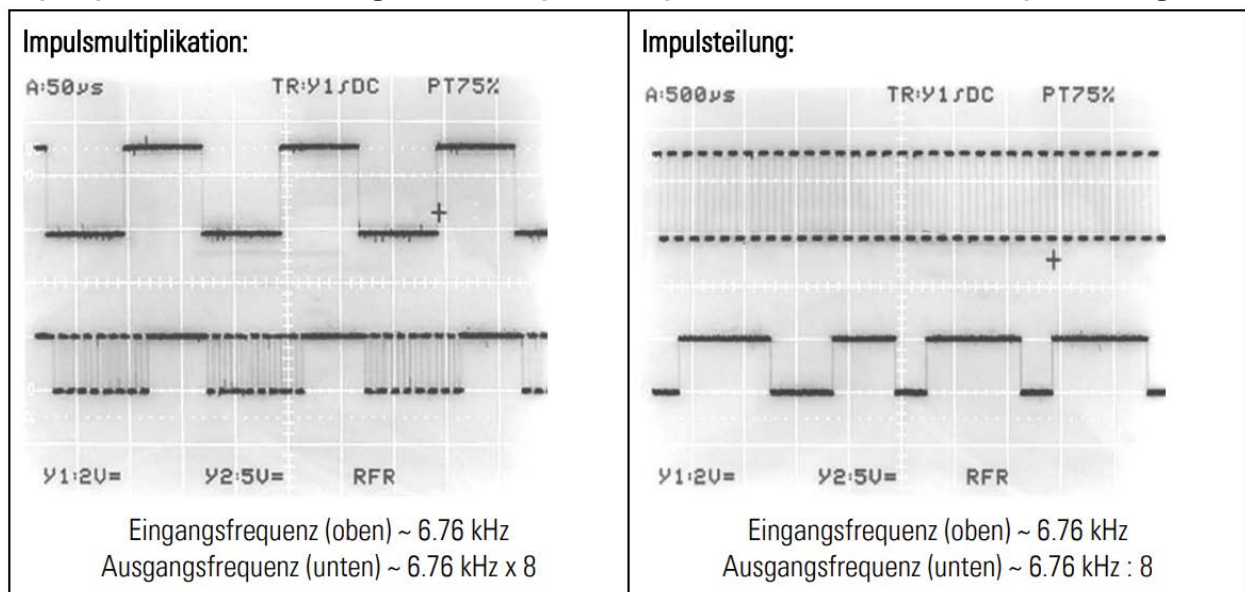 Impulsmultiplikation:
A:50µs TR:Y1∫DC PT75%
Y1:2V= Y2:5V= RFR
Eingangsfrequenz (oben) ~ 6.76 kHz
Ausgangsfrequenz (unten) ~ 6.76 kHz x 8
Impulsteilung:
A:500µs TR:Y1∫DC PT75%
Y1:2V= Y2:5V= RFR
Eingangsfrequenz (oben) ~ 6.76 kHz
Ausgangsfrequenz (unten) ~ 6.76 kHz : 8